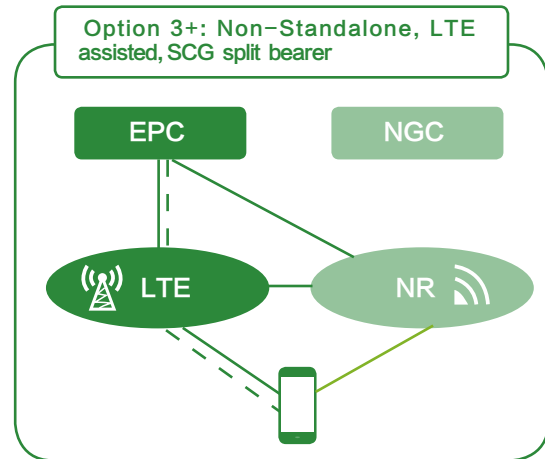 Option 3+: Non-Standalone, LTE
assisted, SCG split bearer
EPC
NGC
LTE
NR